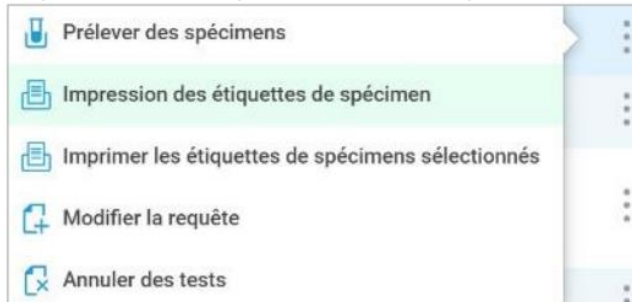 Prélever des spécimens
Impression des étiquettes de spécimen
Imprimer les étiquettes de spécimens sélectionnés
Modifier la requête
Annuler des tests